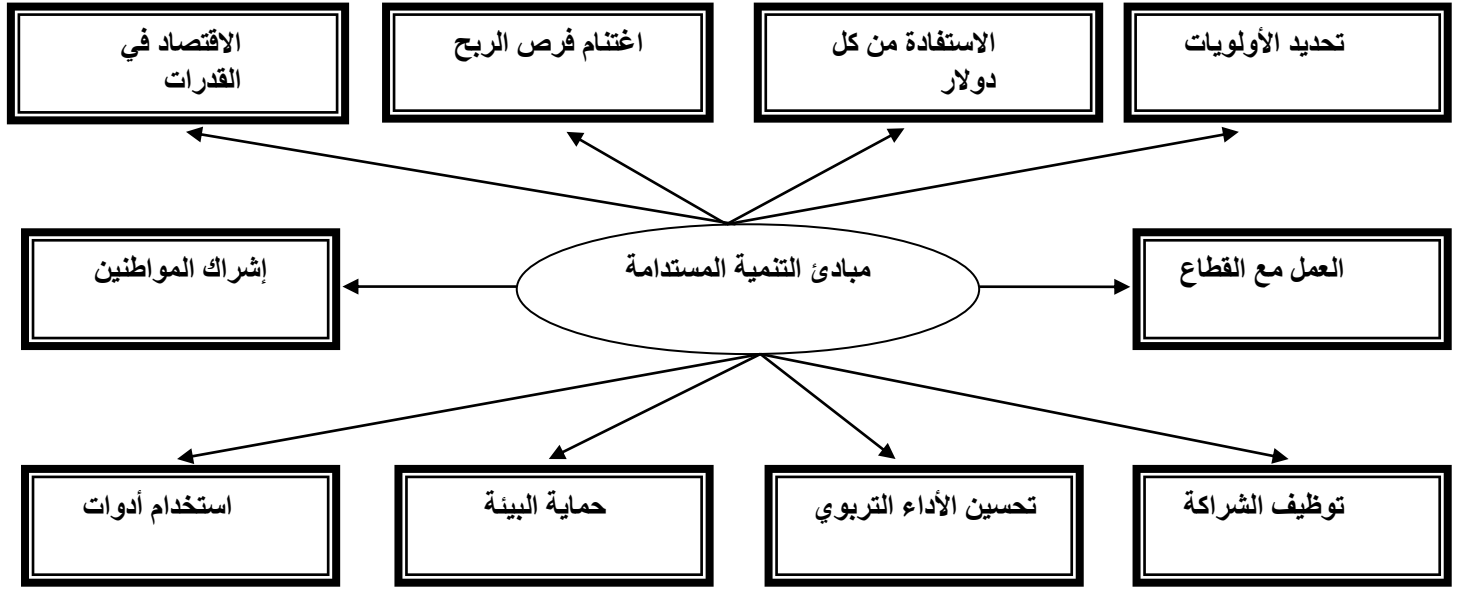 تحديد الأولويات
الاستفادة من كل
دولار
اغتنام فرص الربح
الاقتصاد في
القدرات
العمل مع القطاع
مبادئ التنمية المستدامة
إشراك المواطنين
توظيف الشراكة
تحسين الأداء التربوي
حماية البيئة
استخدام أدوات